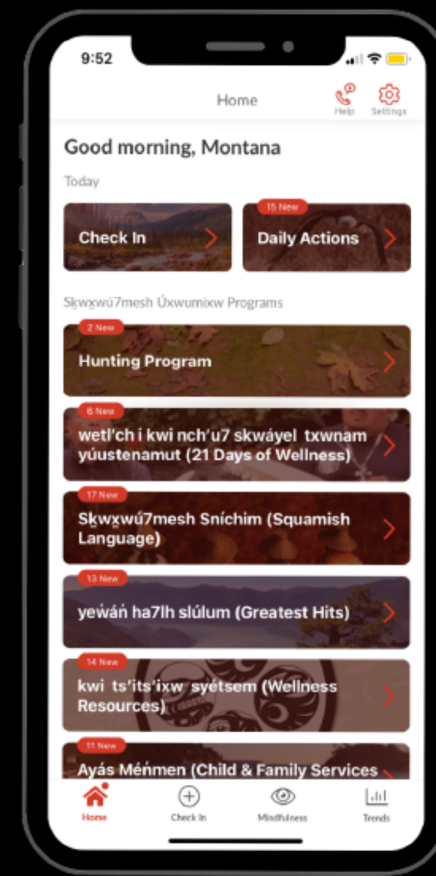 9:52
Home
Help
Settings
Good morning, Montana
Today
Check In
15 New
Daily Actions
Sḵwx̱wú7mesh Úxwumixw Programs
2 New
Hunting Program
6 New
wetl'ch i kwi nch'u7 skwáyel txwnam
yúustenamut (21 Days of Wellness)
17 New
Sḵwx̱wú7mesh Sníchim (Squamish
Language)
13 New
yewán ha7lh slúlum (Greatest Hits)
14 New
kwi ts'its'ixw syétsem (Wellness
Resources)
11 New
Ayás Méńmen (Child & Family Services
Home
Check In
Mindfulness
Trends